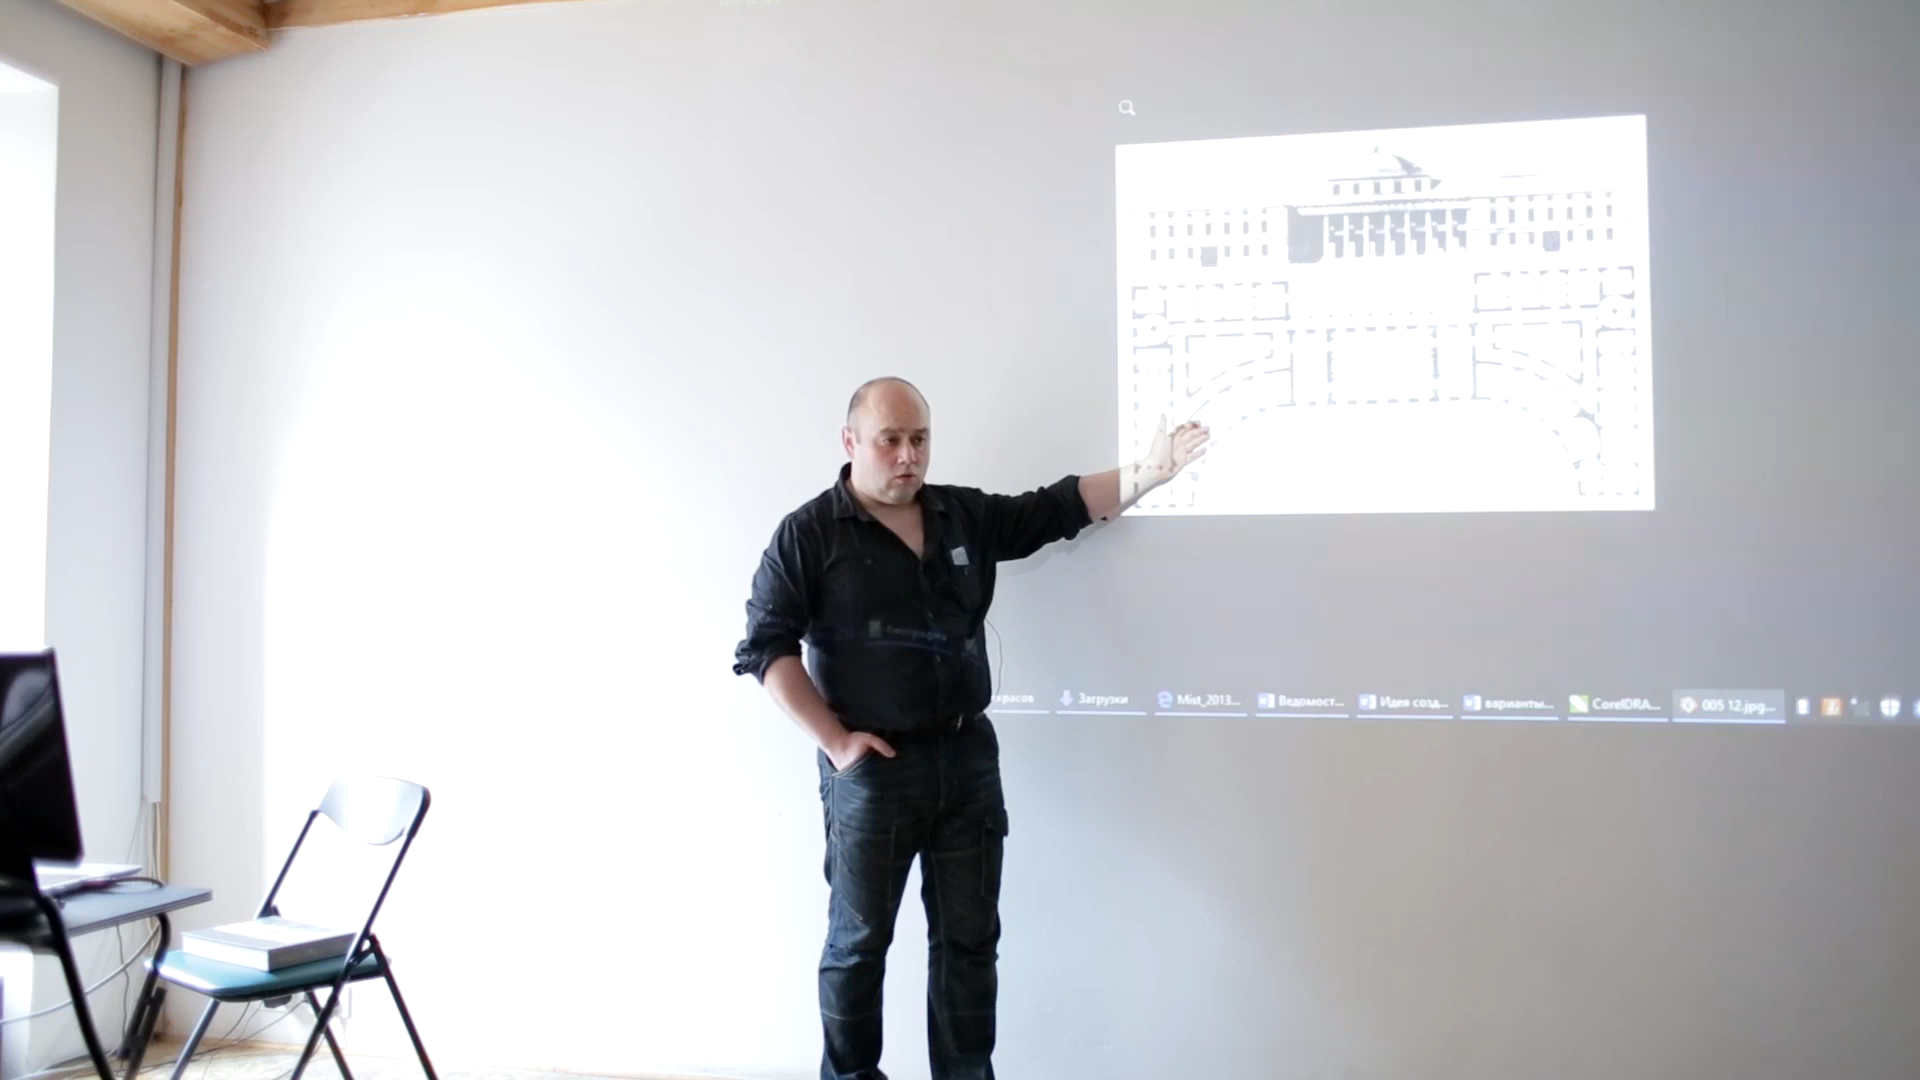 красов Загрузки Mist_2013... Ведомост... Идея созд... варианты... CorelDRA... 005 12.jpg...